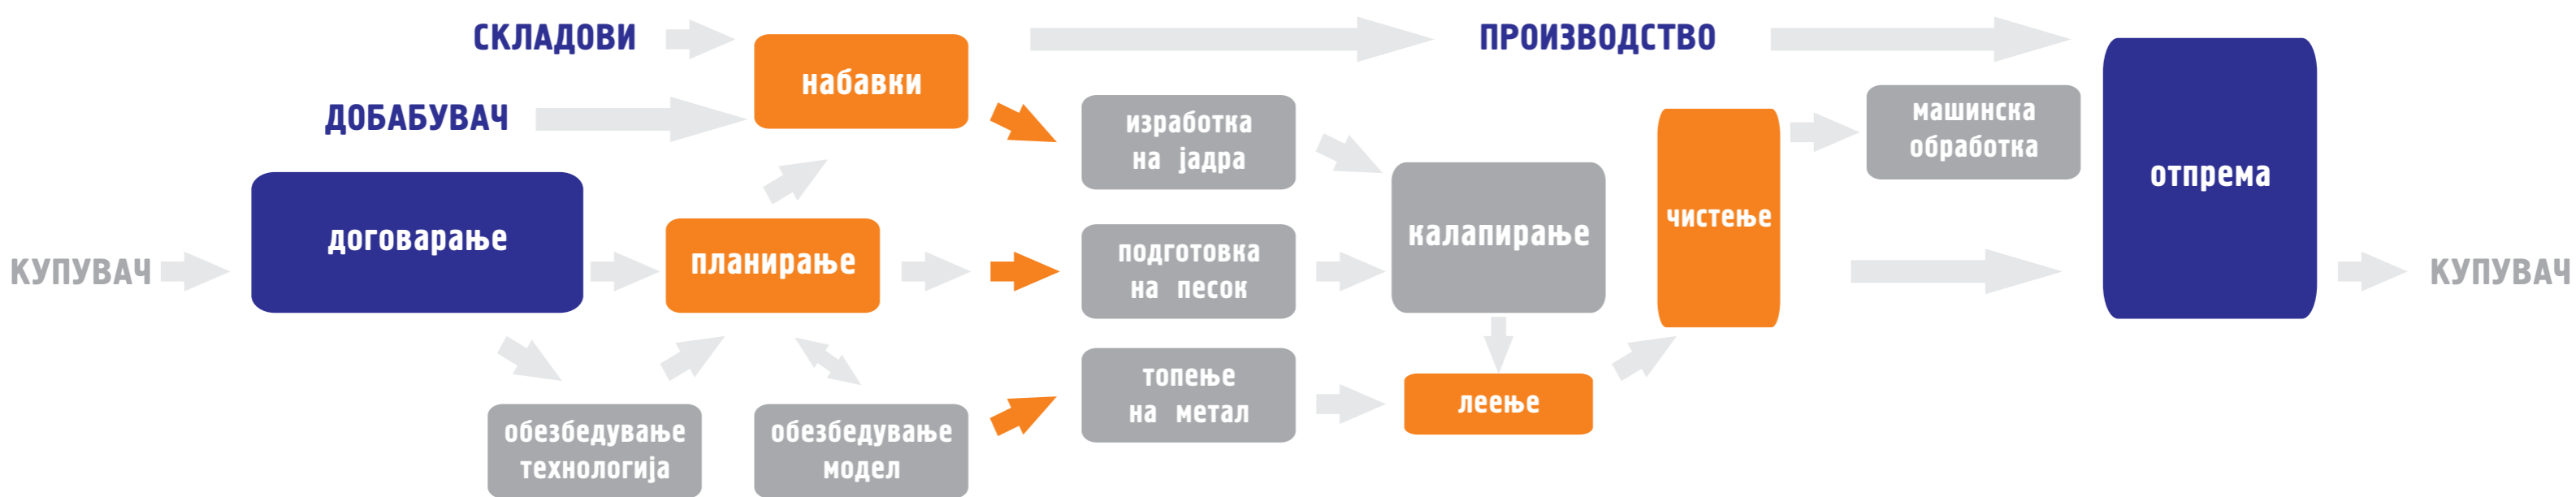 СКЛАДОВИ
ПРОИЗВОДСТВО
набавки
ДОБАБУВАЧ
изработка
на јадра
машинска
обработка
отпрема
договарање
калапирање
чистење
КУПУВАЧ
планирање
подготовка
на песок
КУПУВАЧ
топење
на метал
леење
обезбедување
технологија
обезбедување
модел